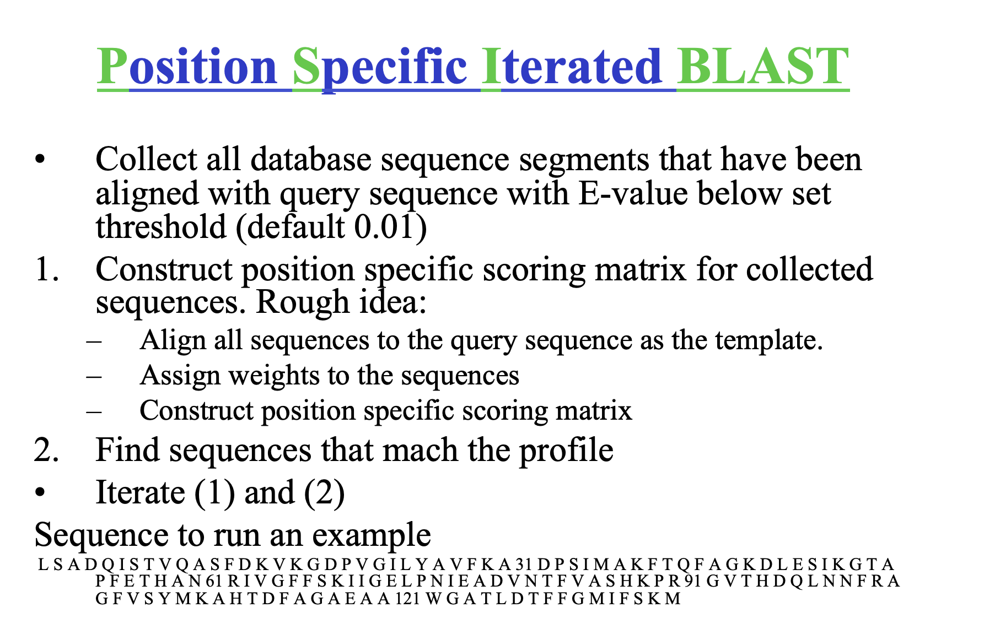 Position Specific Iterated BLAST
• Collect all database sequence segments that have been
aligned with query sequence with E-value below set
threshold (default 0.01)
1. Construct position specific scoring matrix for collected
sequences. Rough idea:
– Align all sequences to the query sequence as the template.
– Assign weights to the sequences
– Construct position specific scoring matrix
2. Find sequences that mach the profile
• Iterate (1) and (2)
Sequence to run an example
L S A D Q I S T V Q A S F D K V K G D P V G I L Y A V F K A 31 D P S I M A K F T Q F A G K D L E S I K G T A
P F E T H A N 61 R I V G F F S K I I G E L P N I E A D V N T F V A S H K P R 91 G V T H D Q L N N F R A
G F V S Y M K A H T D F A G A E A A 121 W G A T L D T F F G M I F S K M